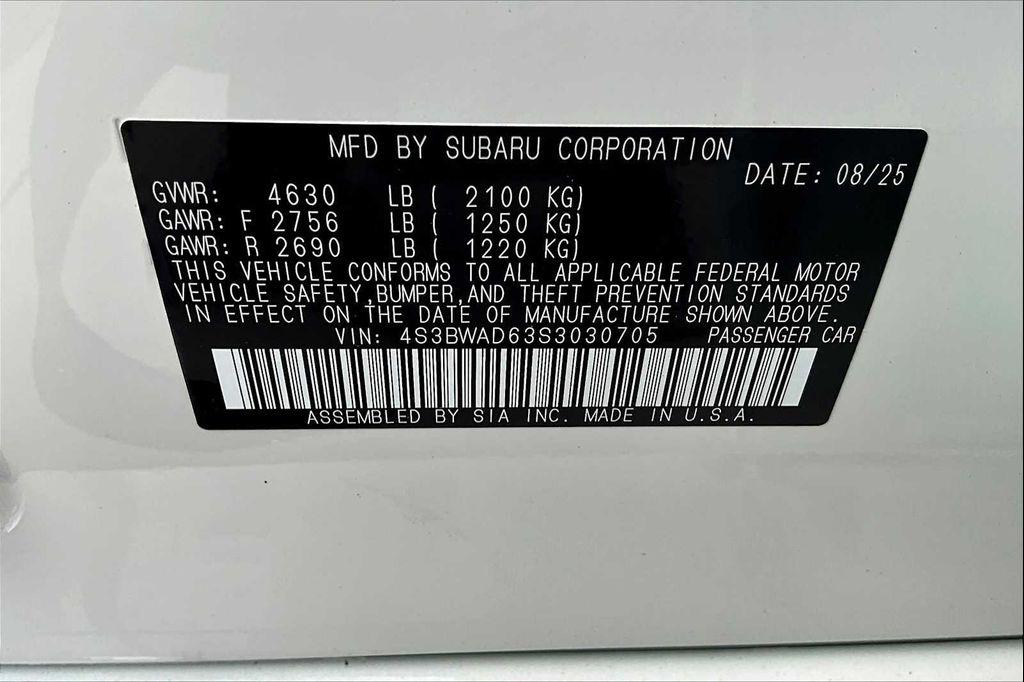 MFD BY SUBARU CORPORATION
DATE: 08/25
GVWR: 4630 LB ( 2100 KG)
GAWR: F 2756 LB ( 1250 KG)
GAWR: R 2690 LB ( 1220 KG)
THIS VEHICLE CONFORMS TO ALL APPLICABLE FEDERAL MOTOR
VEHICLE SAFETY,BUMPER,AND THEFT PREVENTION STANDARDS
IN EFFECT ON THE DATE OF MANUFACTURE SHOWN ABOVE.
VIN: 4S3BWAD63S3030705 PASSENGER CAR
ASSEMBLED BY SIA INC. MADE IN U.S.A.